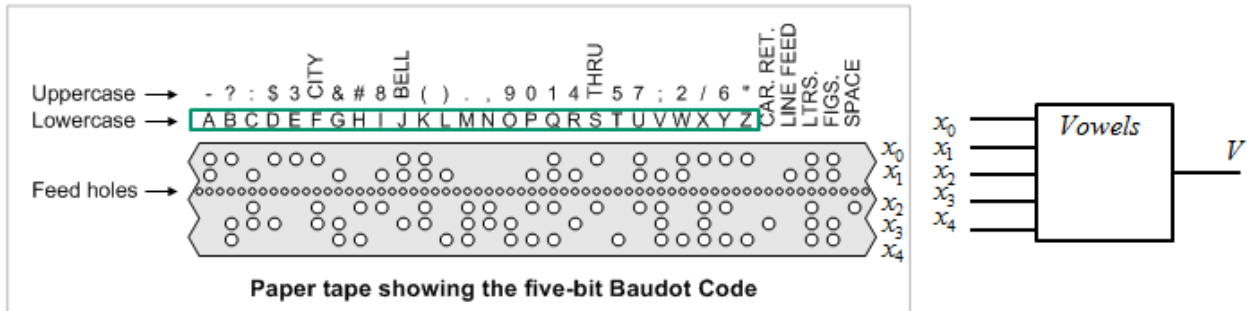 CITY BELL THRU CAR. RET. LINE FEED LTRS. FIGS. SPACE
Uppercase - ? : $ 3 & # 8 ( ) . , 9 0 1 4 5 7 ; 2 / 6 "
Lowercase A B C D E F G H I J K L M N O P Q R S T U V W X Y Z
Feed holes
x0
x1
x2
x3
x4
Paper tape showing the five-bit Baudot Code
x0
x1
x2
x3
x4
Vowels
V